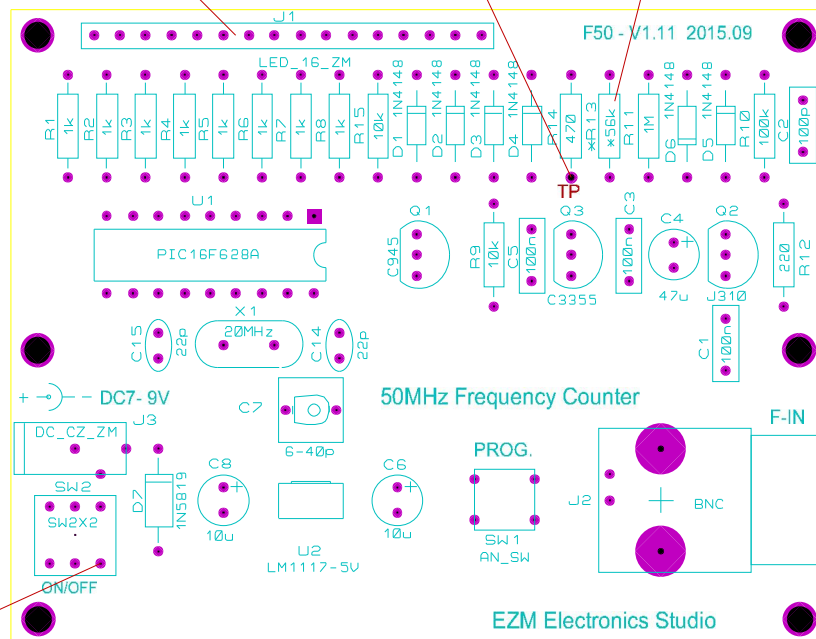 J1
F50 - V1.11 2015.09
LED_16_ZM
R1 1k
R2 1k
R3 1k
R4 1k
R5 1k
R6 1k
R7 1k
R8 1k
R15 10k
D1 1N4148
D2 1N4148
D3 1N4148
D4 1N4148
R14 470
*R13 *56k
R11 1M
D6 1N4148
D5 1N4148
R10 100k
C2 100p
TP
U1
PIC16F628A
Q1
C945
R9 10k
C5 100n
Q3
C3355
C3 100n
C4
+
47u
Q2
J310
220 R12
C15 22p
X1
20MHz
C14 22p
C1 100n
+ - DC7- 9V
J3
DC_CZ_ZM
C7
6-40p
50MHz Frequency Counter
F-IN
PROG.
SW2
SW2X2
ON/OFF
D7 1N5819
C8
+
10u
U2
LM1117-5V
C6
+
10u
SW1
AN_SW
J2
BNC
EZM Electronics Studio